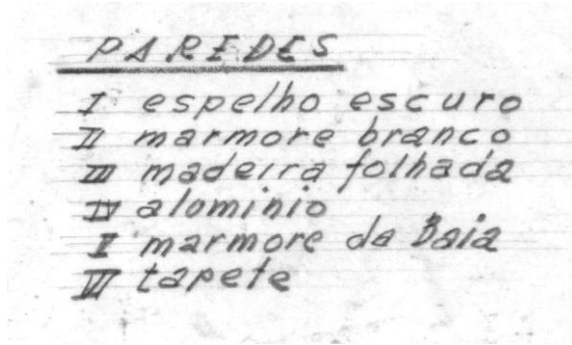 PAREDES
I espelho escuro
II marmore branco
III madeira folhada
IV alominio
V marmore da Baia
VI tapete